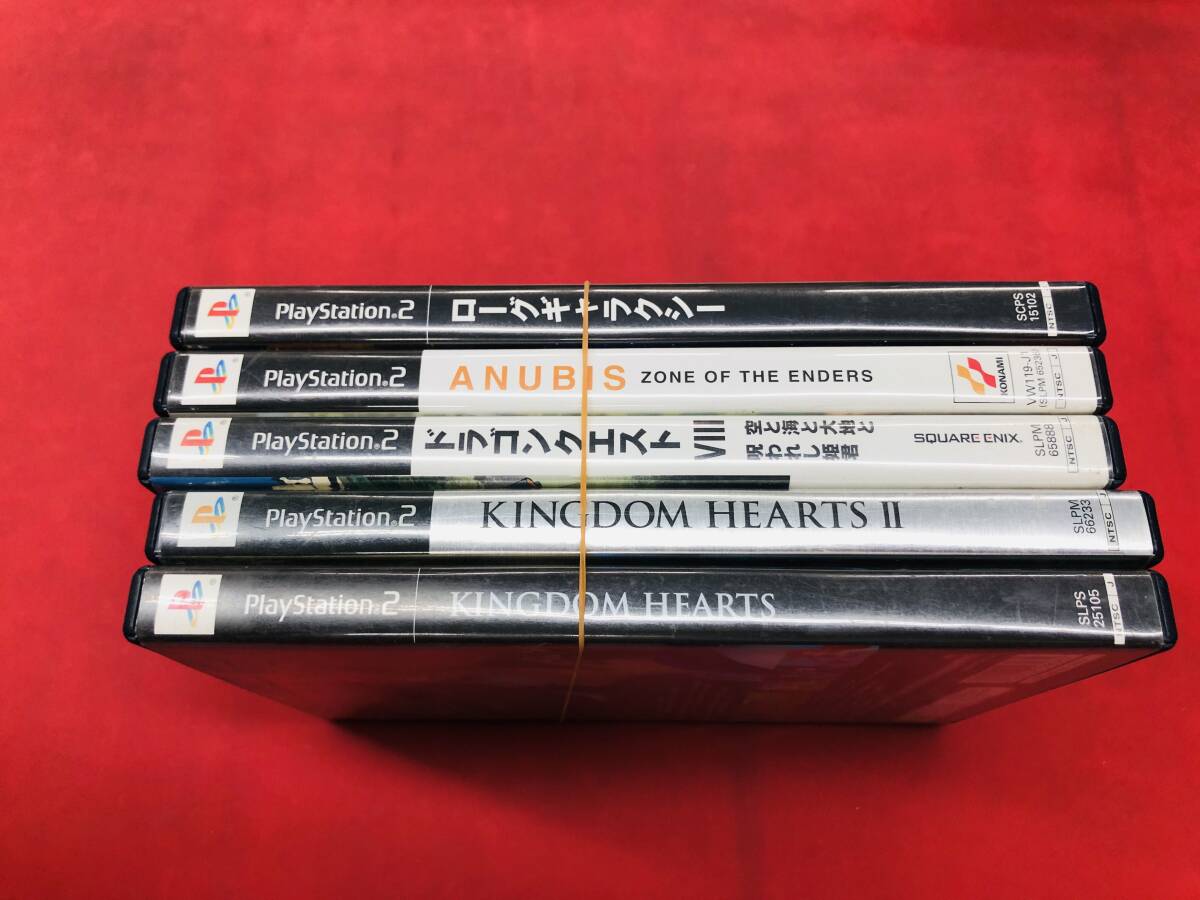 PlayStation.2 ローグギャラクシー SCPS 15102 NTSC J
PlayStation.2 ANUBIS ZONE OF THE ENDERS KONAMI VW119-J1 (SLPM 65236) NTSC J
PlayStation.2 ドラゴンクエスト VIII 空と海と大地と 呪われし姫君 SQUARE ENIX. SLPM 65888 NTSC J
PlayStation.2 KINGDOM HEARTS II SLPM 66233 NTSC J
PlayStation.2 KINGDOM HEARTS SLPS 25105 NTSC J